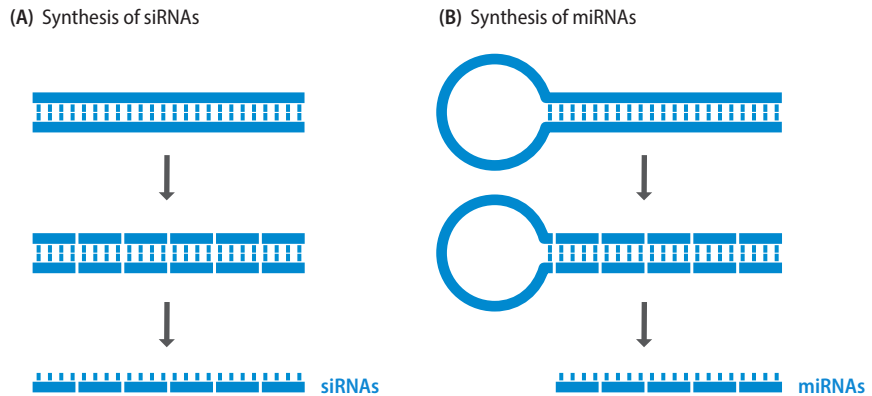 (A) Synthesis of siRNAs
(B) Synthesis of miRNAs
siRNAs
miRNAs